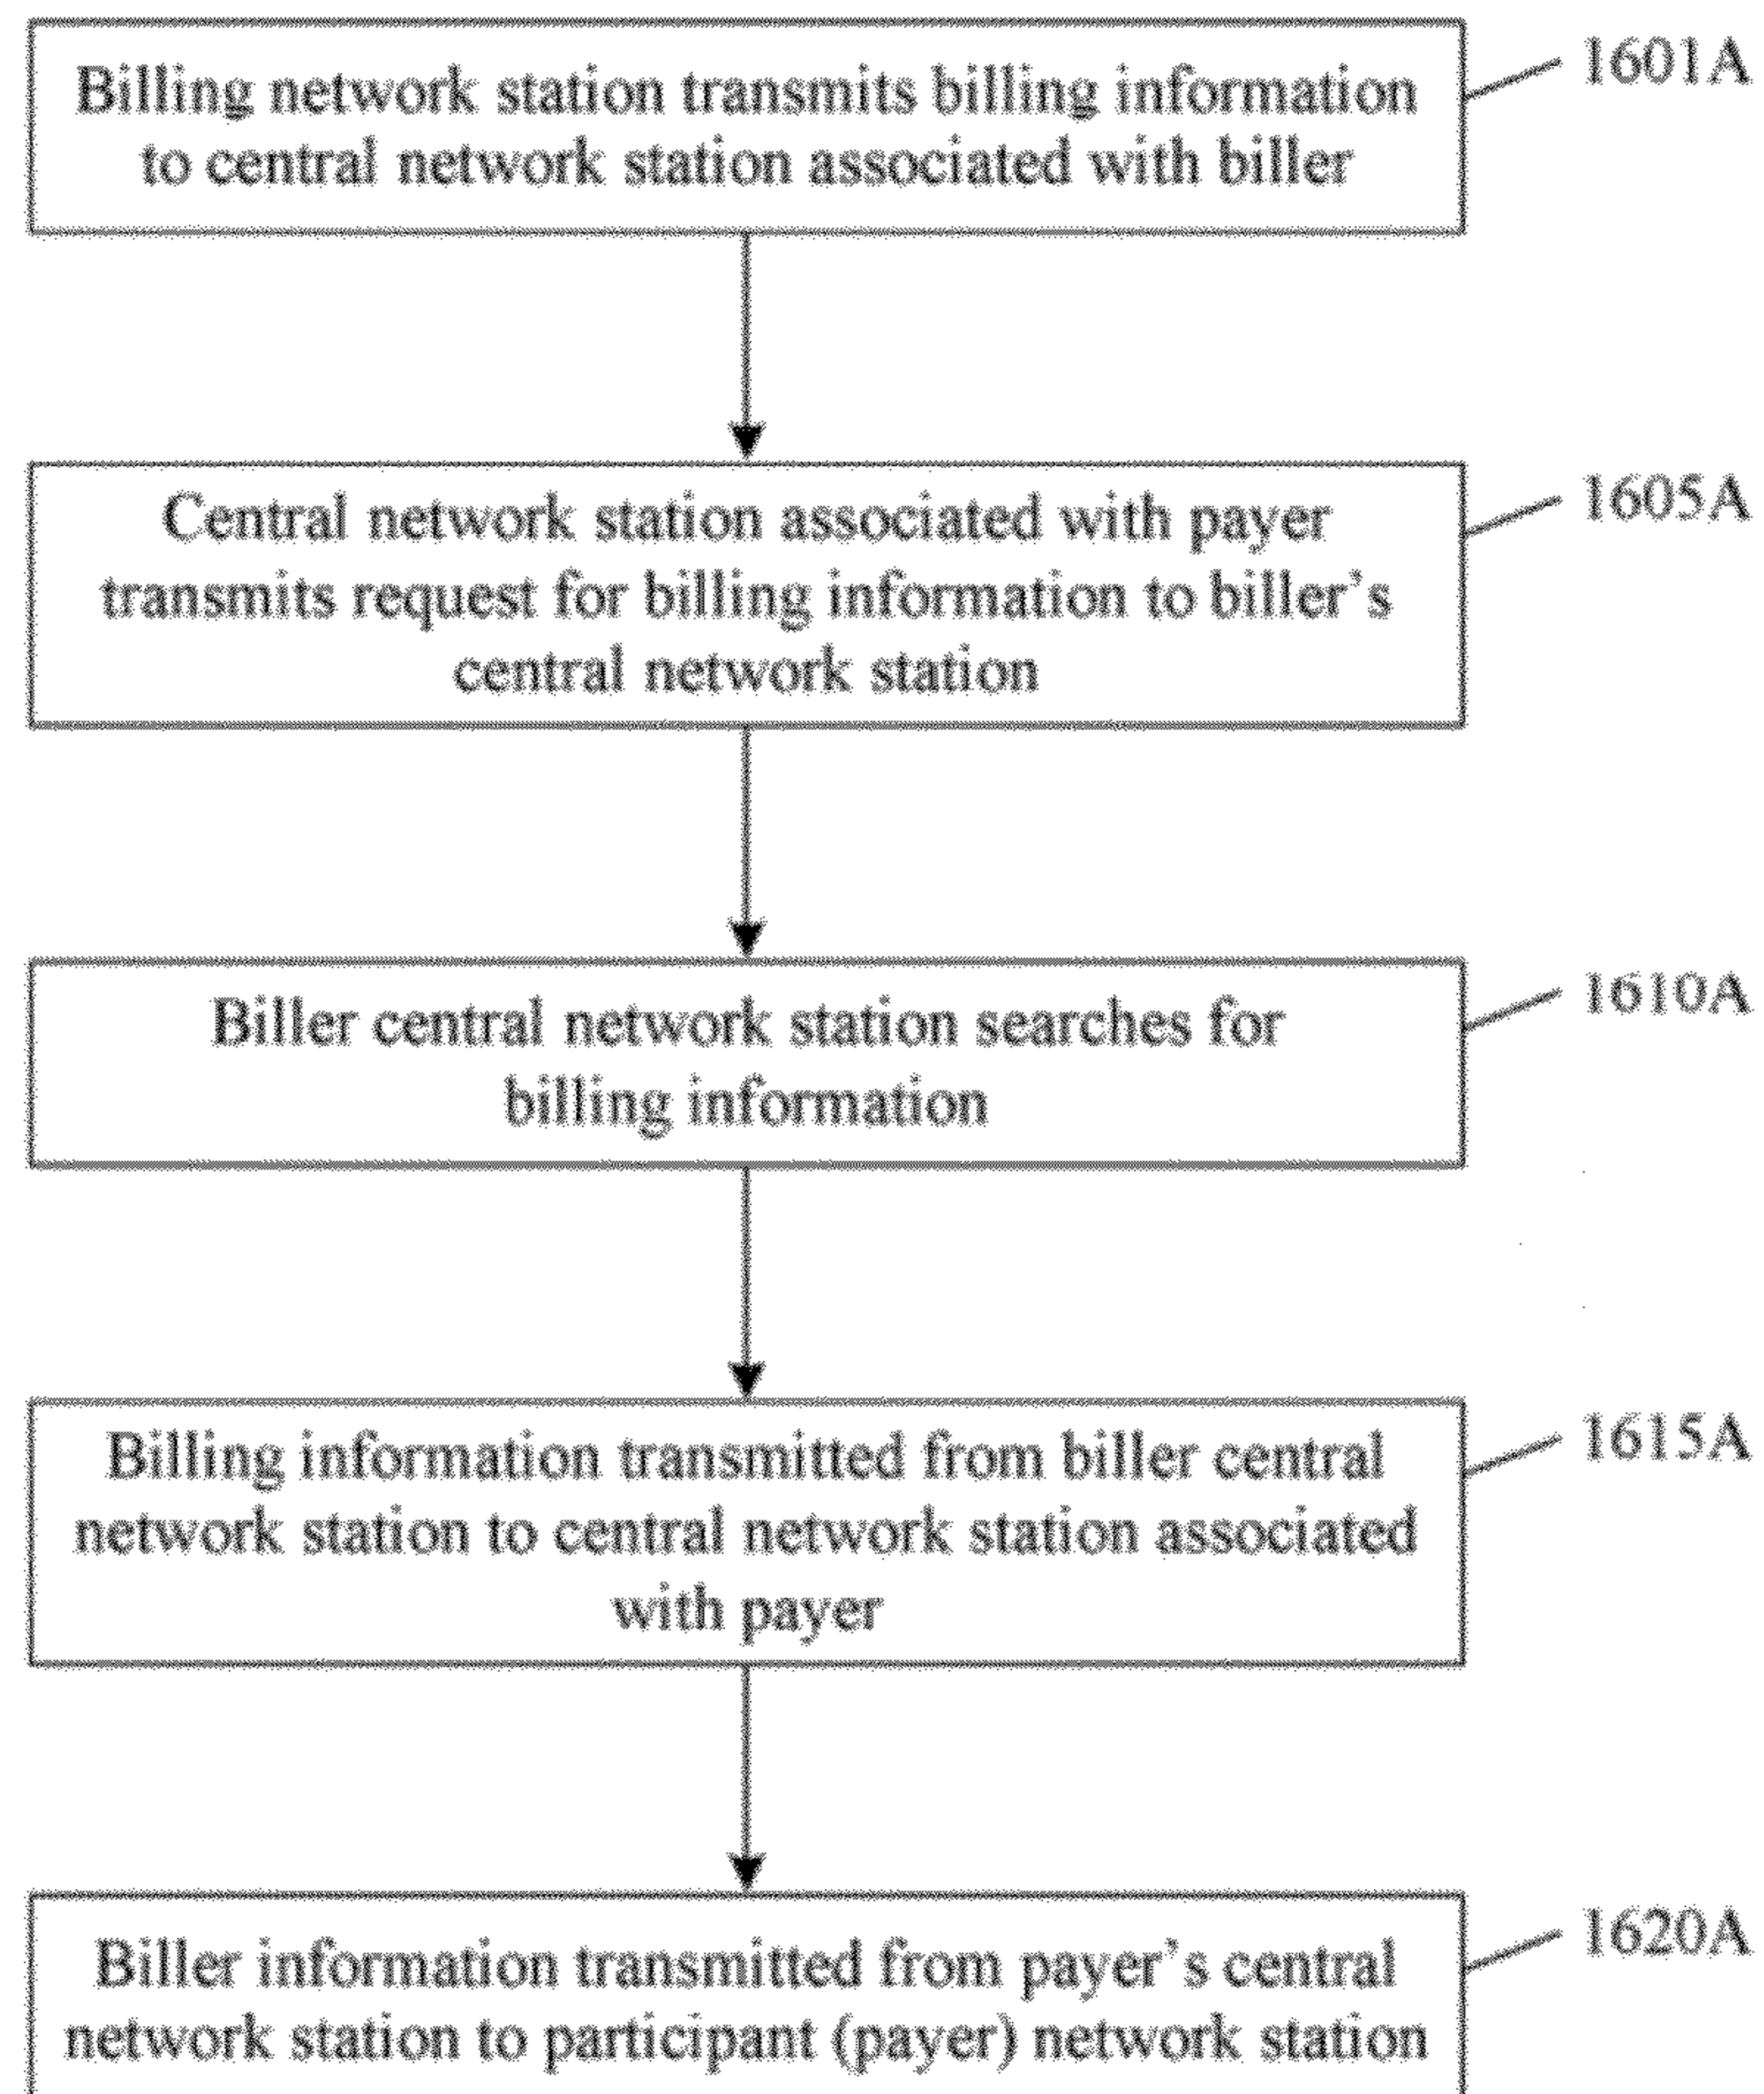 Billing network station transmits billing information
to central network station associated with biller
1601A
Central network station associated with payer
transmits request for billing information to biller's
central network station
1605A
Biller central network station searches for
billing information
1610A
Billing information transmitted from biller central
network station to central network station associated
with payer
1615A
Biller information transmitted from payer's central
network station to participant (payer) network station
1620A